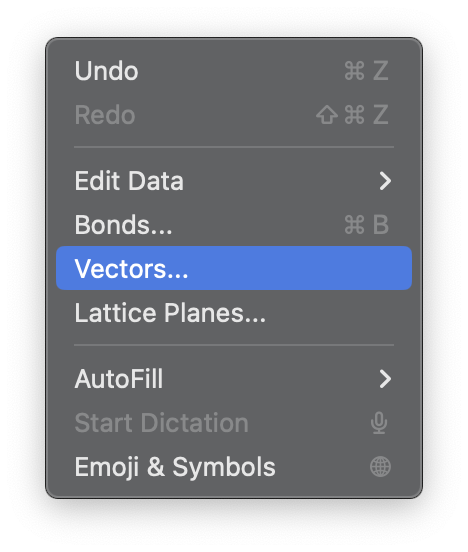 Undo ⌘ Z
Redo ⇧ ⌘ Z
Edit Data
Bonds... ⌘ B
Vectors...
Lattice Planes...
AutoFill
Start Dictation
Emoji & Symbols